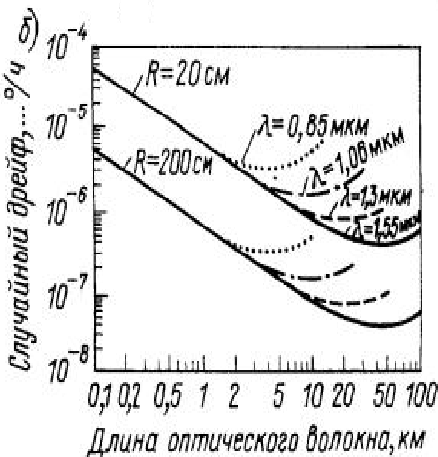 б)
Случайный дрейф,...°/ч
10⁻⁴
10⁻⁵
10⁻⁶
10⁻⁷
10⁻⁸
R=20 см
R=200 см
λ=0,85 мкм
λ=1,06 мкм
λ=1,3 мкм
λ=1,55 мкм
0,1 0,2 0,5 1 2 5 10 20 50 100
Длина оптического волокна, км